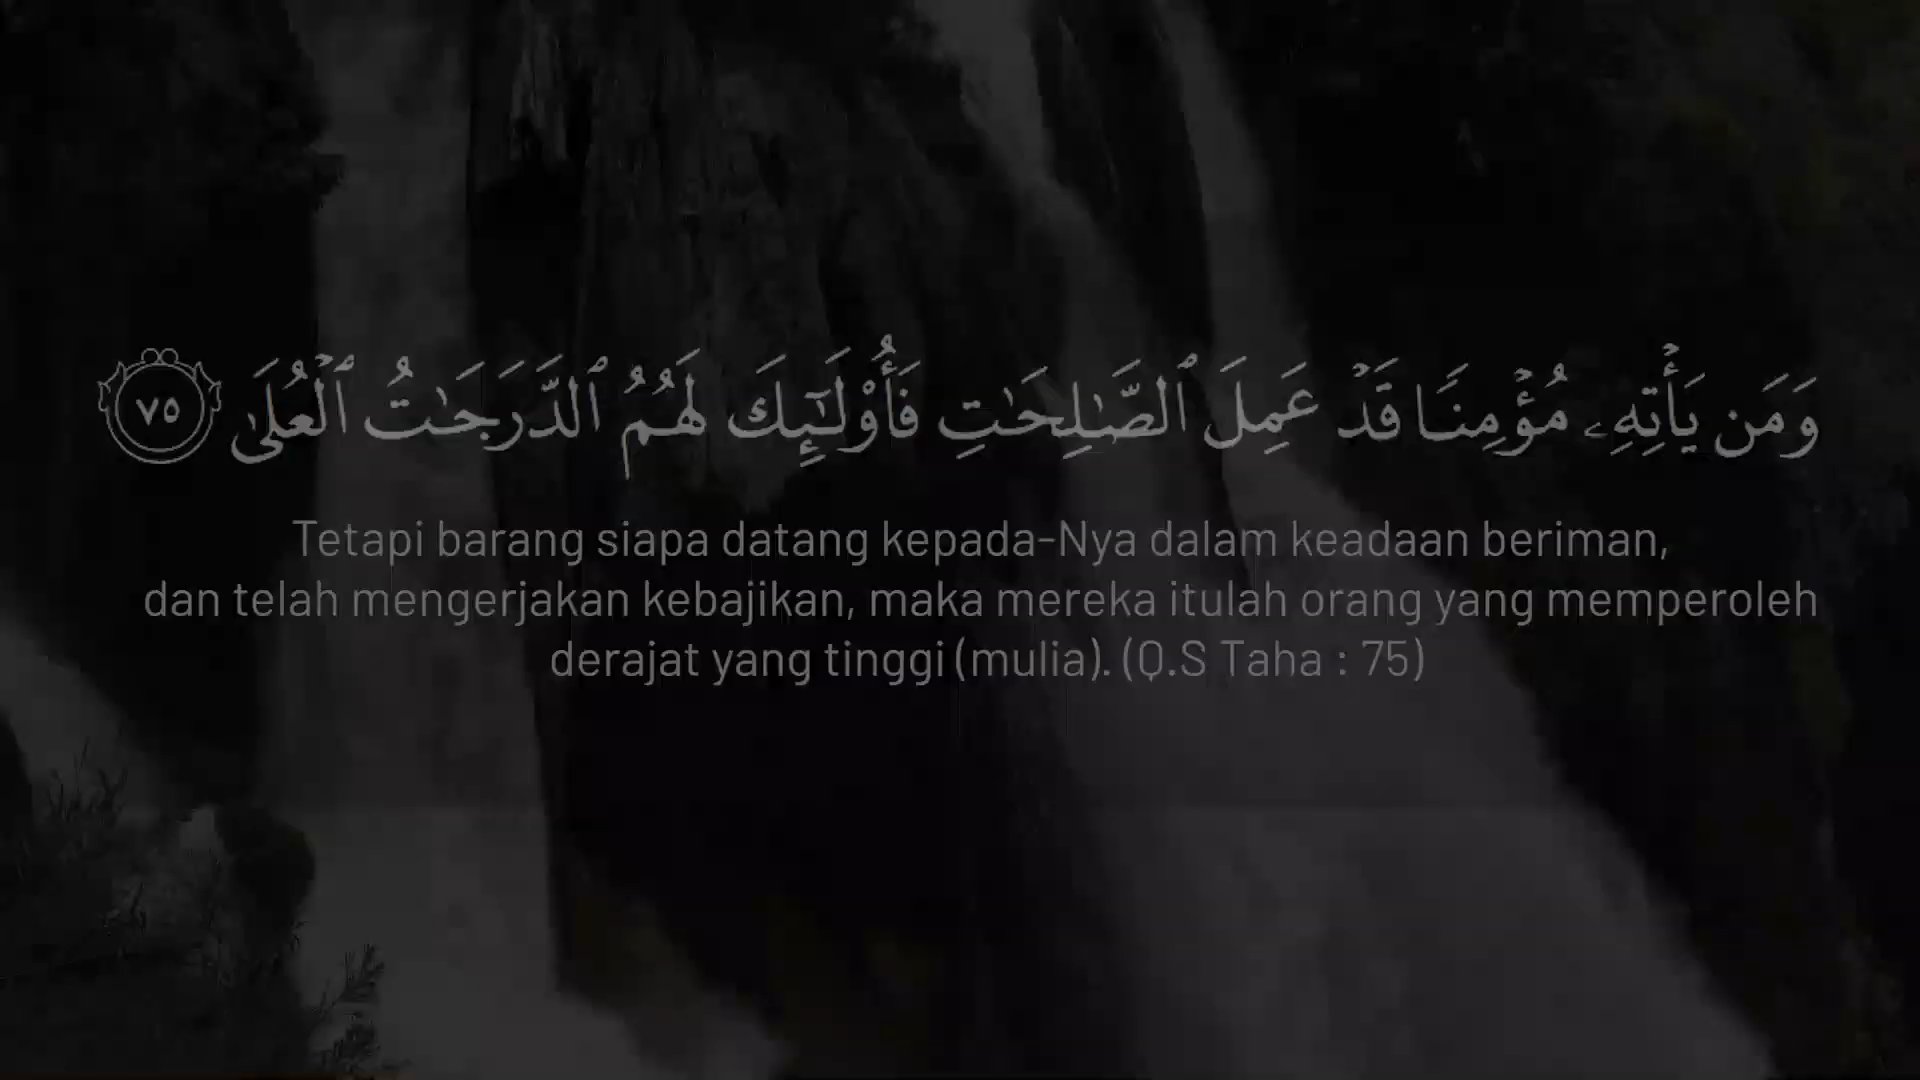 وَمَن يَأْتِهِۦ مُؤْمِنًا قَدْ عَمِلَ ٱلصَّٰلِحَٰتِ فَأُو۟لَٰٓئِكَ لَهُمُ ٱلدَّرَجَٰتُ ٱلْعُلَىٰ ٧٥
Tetapi barang siapa datang kepada-Nya dalam keadaan beriman,
dan telah mengerjakan kebajikan, maka mereka itulah orang yang memperoleh
derajat yang tinggi (mulia). (Q.S Taha : 75)